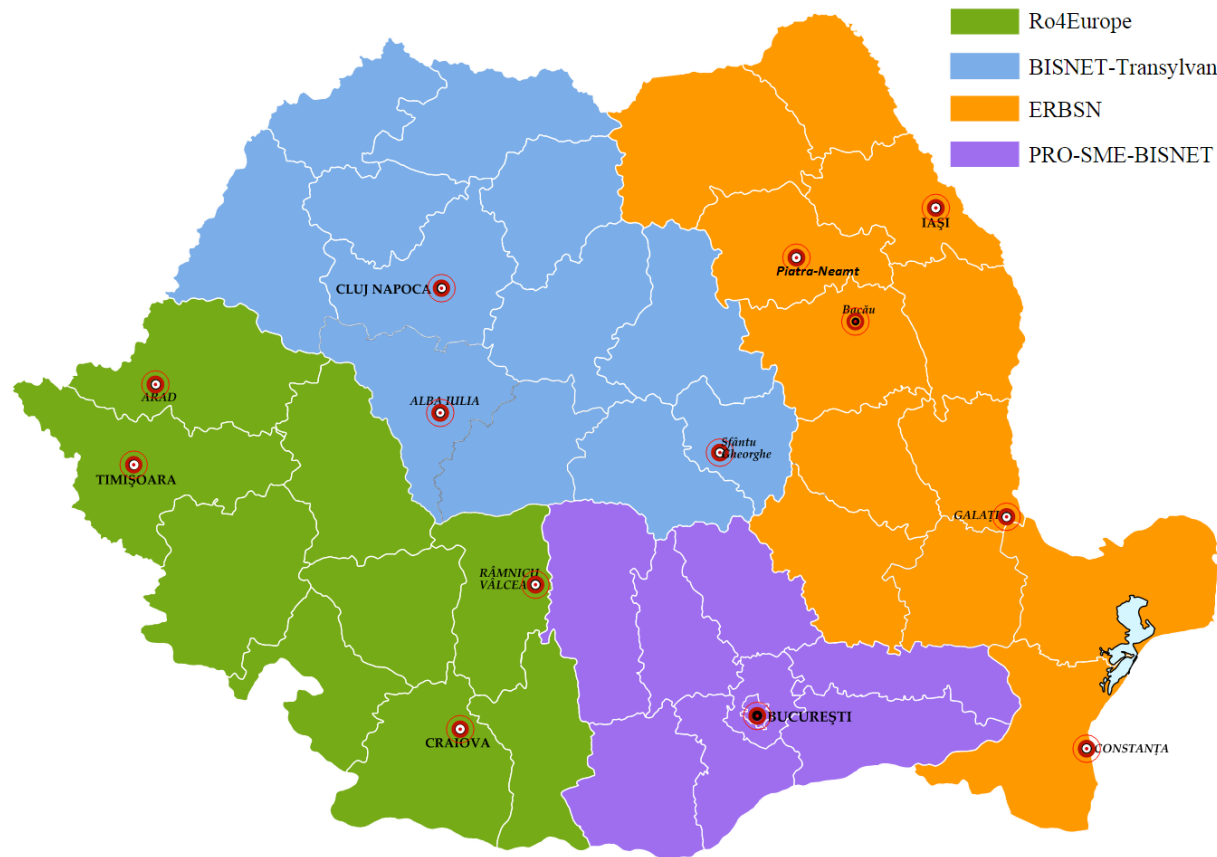 Ro4Europe
BISNET-Transylvan
ERBSN
PRO-SME-BISNET
IAŞI
Piatra-Neamt
CLUJ NAPOCA
Bacău
ARAD
ALBA IULIA
Sfântu
Gheorghe
TIMIŞOARA
GALAŢI
RÂMNICU
VÂLCEA
BUCUREŞTI
CRAIOVA
CONSTANŢA